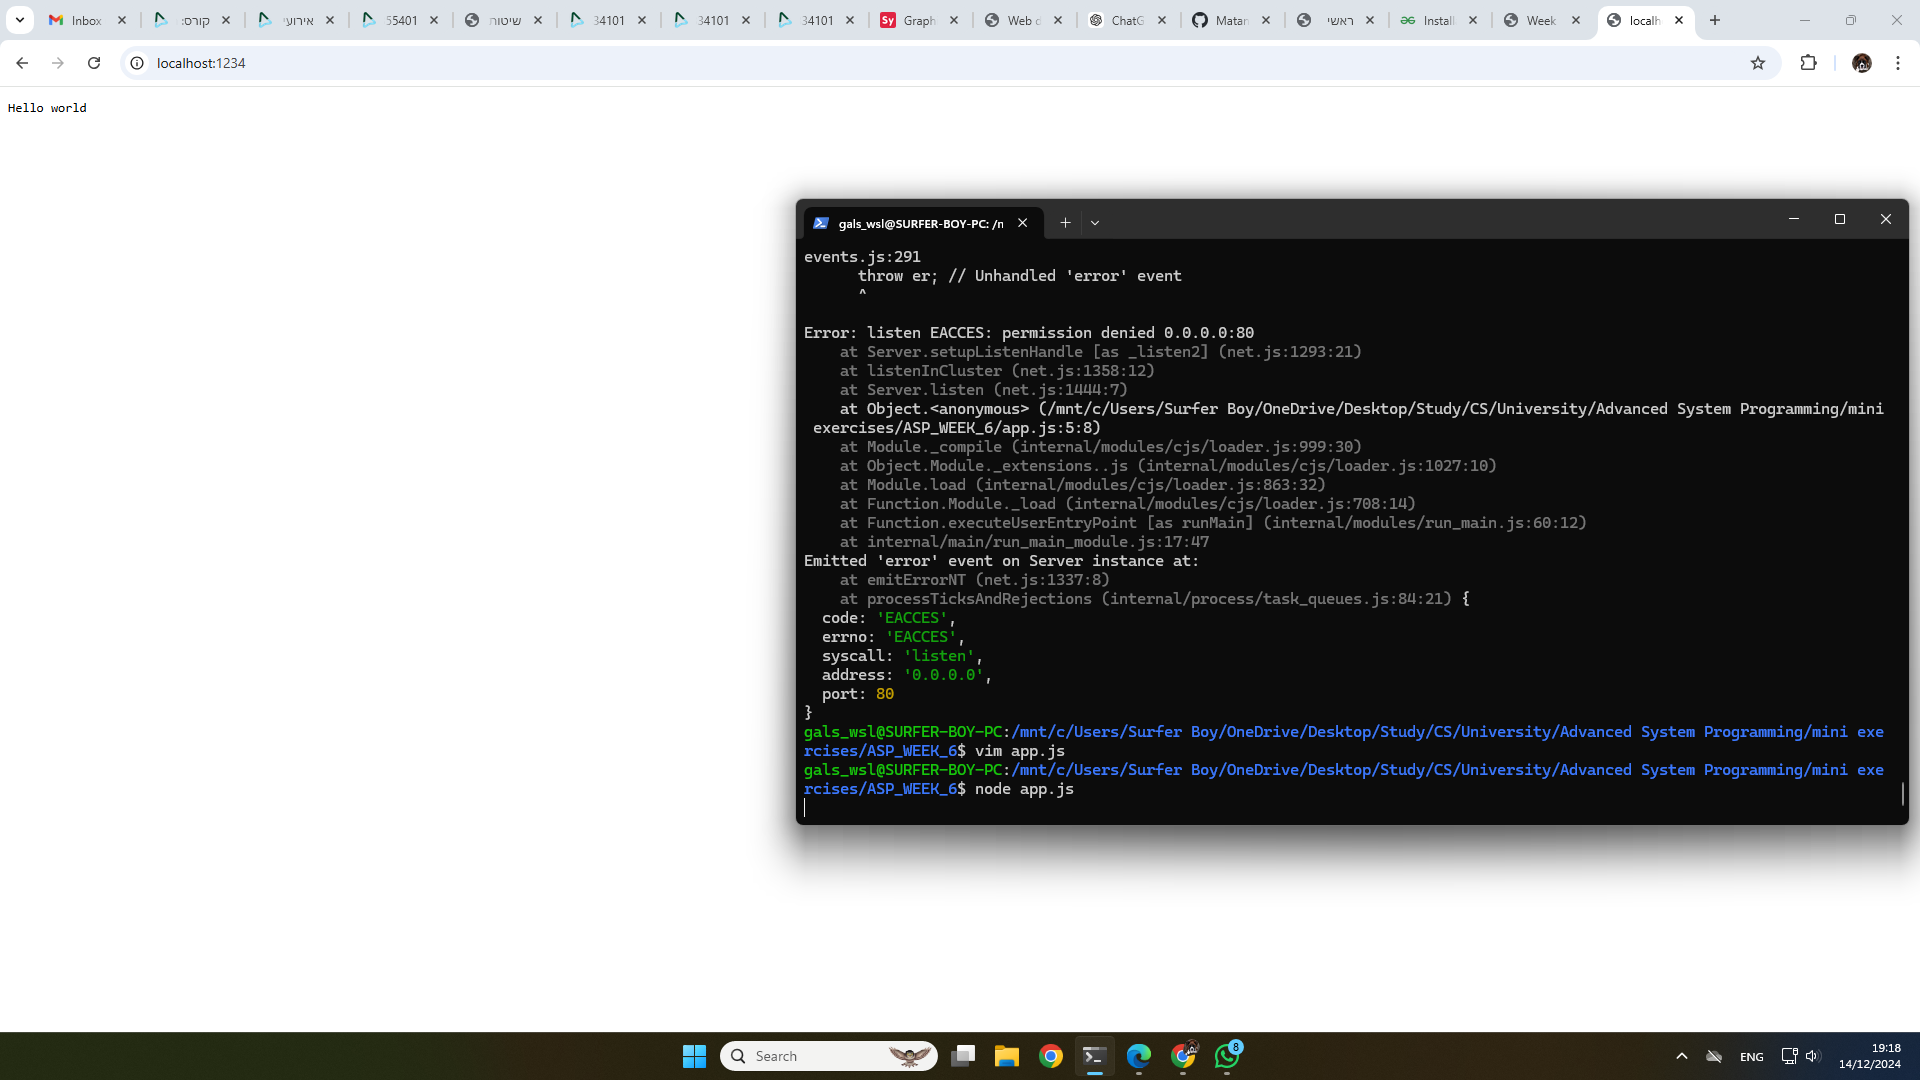 Inbox
קורס:
אירועי
55401
שיטוח
34101
34101
34101
Sy Graph
Web d
ChatG
Matan
ראשי
Install
Week
localh
localhost:1234
Hello world
gals_wsl@SURFER-BOY-PC: /n
events.js:291
      throw er; // Unhandled 'error' event
      ^
Error: listen EACCES: permission denied 0.0.0.0:80
    at Server.setupListenHandle [as _listen2] (net.js:1293:21)
    at listenInCluster (net.js:1358:12)
    at Server.listen (net.js:1444:7)
    at Object.<anonymous> (/mnt/c/Users/Surfer Boy/OneDrive/Desktop/Study/CS/University/Advanced System Programming/mini
 exercises/ASP_WEEK_6/app.js:5:8)
    at Module._compile (internal/modules/cjs/loader.js:999:30)
    at Object.Module._extensions..js (internal/modules/cjs/loader.js:1027:10)
    at Module.load (internal/modules/cjs/loader.js:863:32)
    at Function.Module._load (internal/modules/cjs/loader.js:708:14)
    at Function.executeUserEntryPoint [as runMain] (internal/modules/run_main.js:60:12)
    at internal/main/run_main_module.js:17:47
Emitted 'error' event on Server instance at:
    at emitErrorNT (net.js:1337:8)
    at processTicksAndRejections (internal/process/task_queues.js:84:21) {
  code: 'EACCES',
  errno: 'EACCES',
  syscall: 'listen',
  address: '0.0.0.0',
  port: 80
}
gals_wsl@SURFER-BOY-PC:/mnt/c/Users/Surfer Boy/OneDrive/Desktop/Study/CS/University/Advanced System Programming/mini exe
rcises/ASP_WEEK_6$ vim app.js
gals_wsl@SURFER-BOY-PC:/mnt/c/Users/Surfer Boy/OneDrive/Desktop/Study/CS/University/Advanced System Programming/mini exe
rcises/ASP_WEEK_6$ node app.js
Search
8
ENG
19:18
14/12/2024